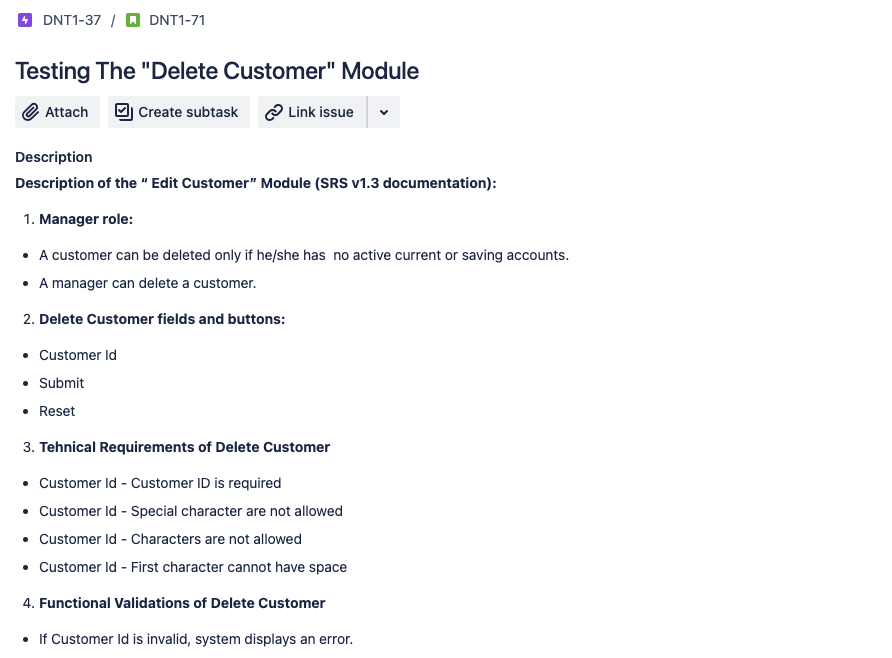 DNT1-37 / DNT1-71
Testing The "Delete Customer" Module
Attach Create subtask Link issue
Description
Description of the “ Edit Customer” Module (SRS v1.3 documentation):
1. Manager role:
• A customer can be deleted only if he/she has  no active current or saving accounts.
• A manager can delete a customer.
2. Delete Customer fields and buttons:
• Customer Id
• Submit
• Reset
3. Tehnical Requirements of Delete Customer
• Customer Id - Customer ID is required
• Customer Id - Special character are not allowed
• Customer Id - Characters are not allowed
• Customer Id - First character cannot have space
4. Functional Validations of Delete Customer
• If Customer Id is invalid, system displays an error.